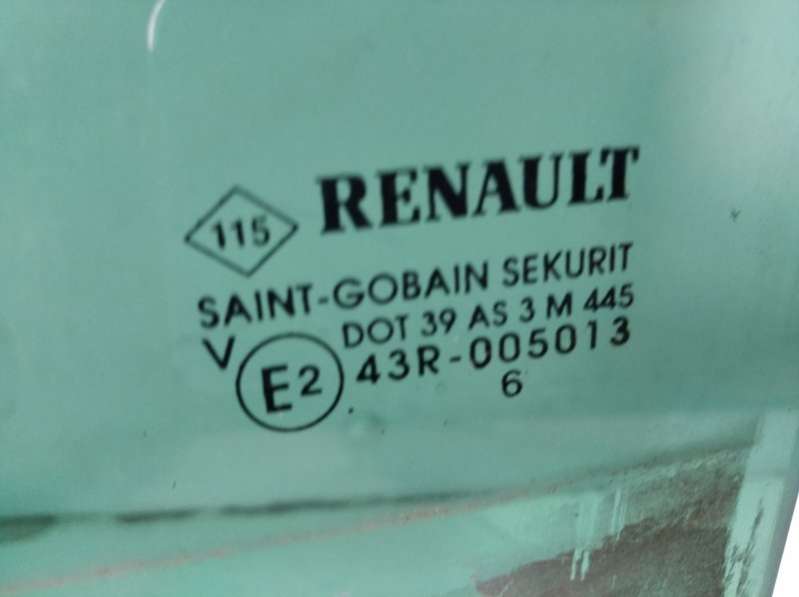 115 RENAULT
SAINT-GOBAIN SEKURIT
DOT 39 AS 3 M 445
V E2 43R-005013
6